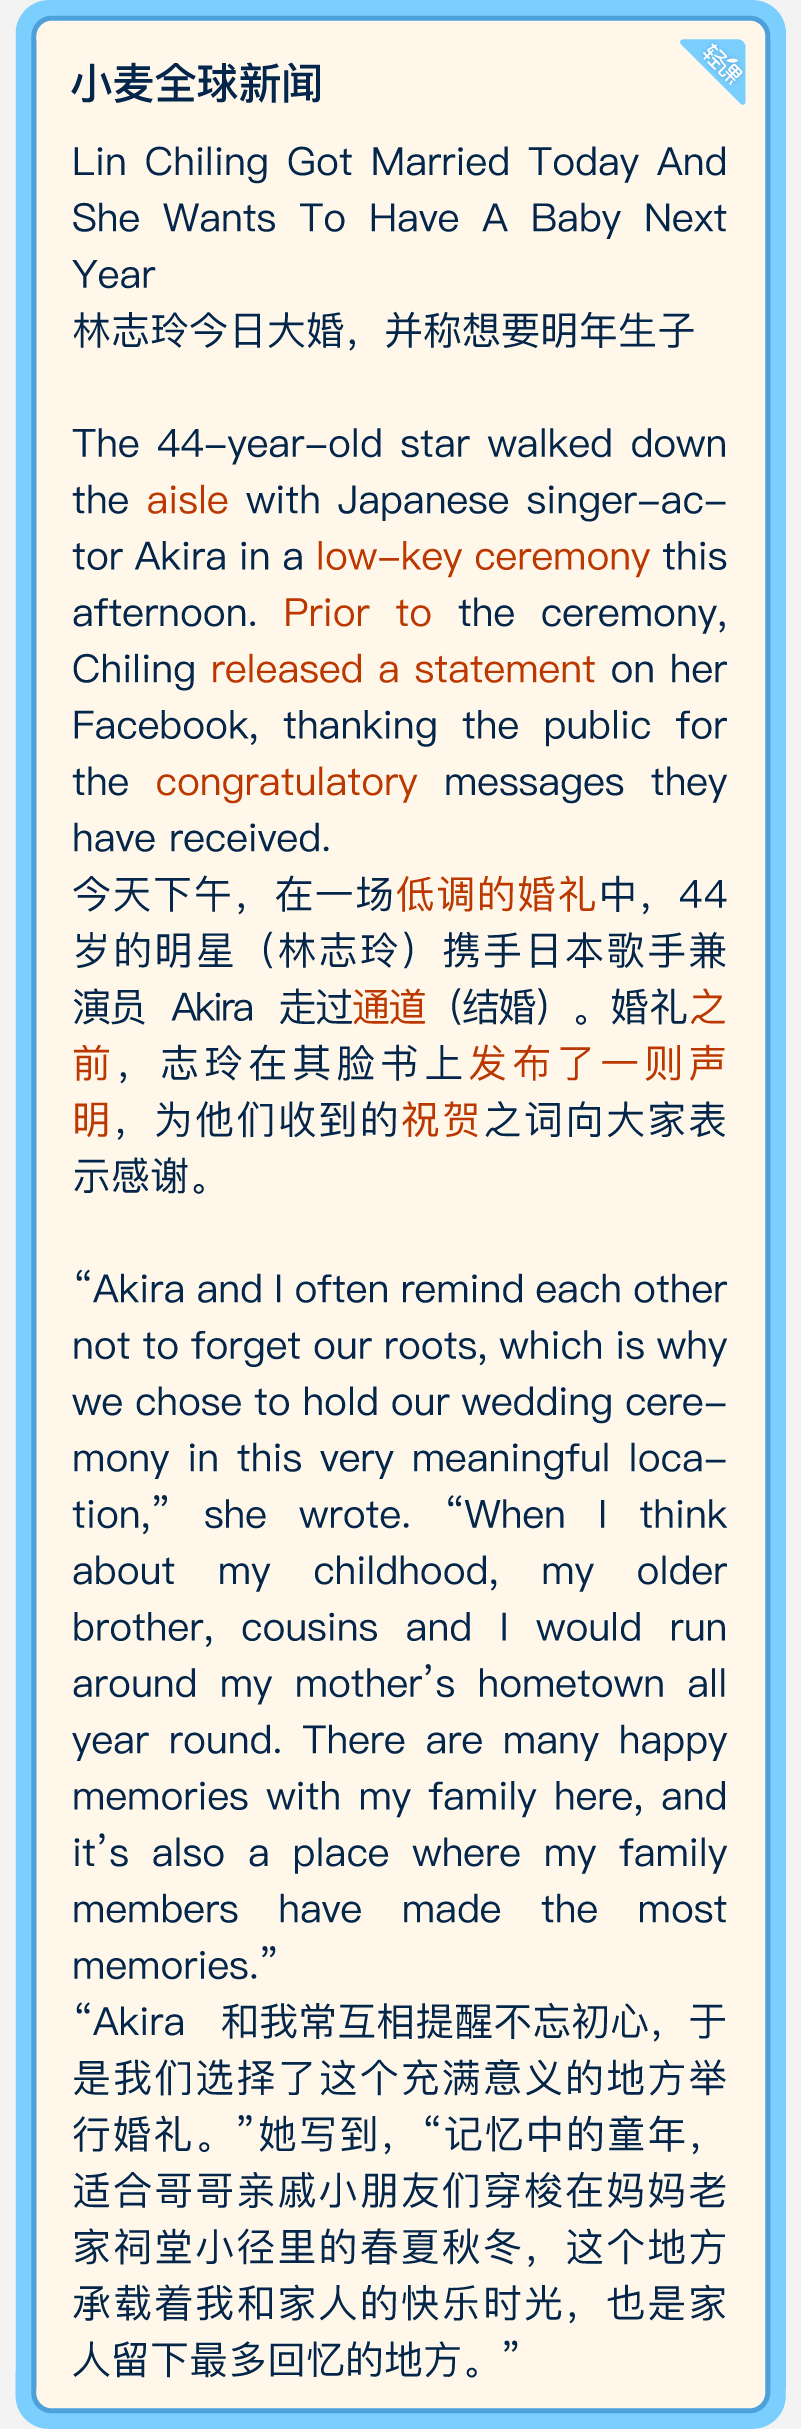 小麦全球新闻
轻课
Lin Chiling Got Married Today And
She Wants To Have A Baby Next
Year
林志玲今日大婚，并称想要明年生子
The 44-year-old star walked down
the aisle with Japanese singer-ac-
tor Akira in a low-key ceremony this
afternoon. Prior to the ceremony,
Chiling released a statement on her
Facebook, thanking the public for
the congratulatory messages they
have received.
今天下午，在一场低调的婚礼中，44
岁的明星（林志玲）携手日本歌手兼
演员 Akira 走过通道（结婚）。婚礼之
前，志玲在其脸书上发布了一则声
明，为他们收到的祝贺之词向大家表
示感谢。
“Akira and I often remind each other
not to forget our roots, which is why
we chose to hold our wedding cere-
mony in this very meaningful loca-
tion,” she wrote. “When I think
about my childhood, my older
brother, cousins and I would run
around my mother’s hometown all
year round. There are many happy
memories with my family here, and
it’s also a place where my family
members have made the most
memories.”
“Akira 和我常互相提醒不忘初心，于
是我们选择了这个充满意义的地方举
行婚礼。”她写到，“记忆中的童年，
适合哥哥亲戚小朋友们穿梭在妈妈老
家祠堂小径里的春夏秋冬，这个地方
承载着我和家人的快乐时光，也是家
人留下最多回忆的地方。”